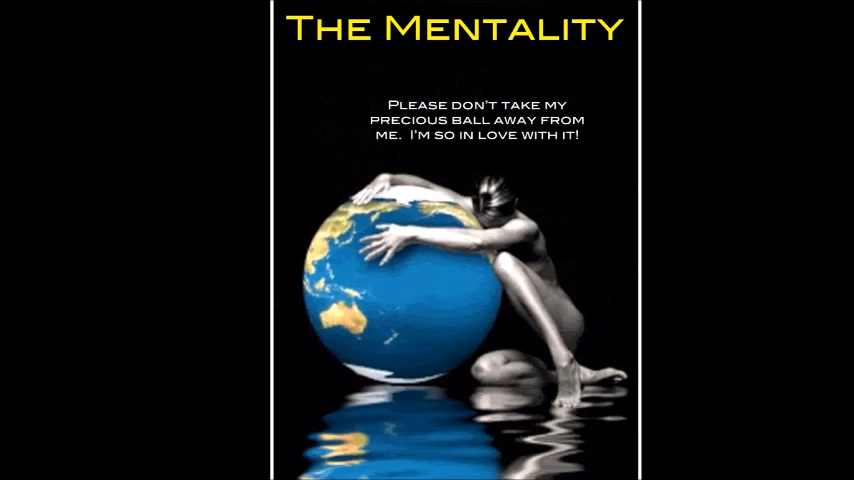 THE MENTALITY
PLEASE DON'T TAKE MY
PRECIOUS BALL AWAY FROM
ME. I'M SO IN LOVE WITH IT!